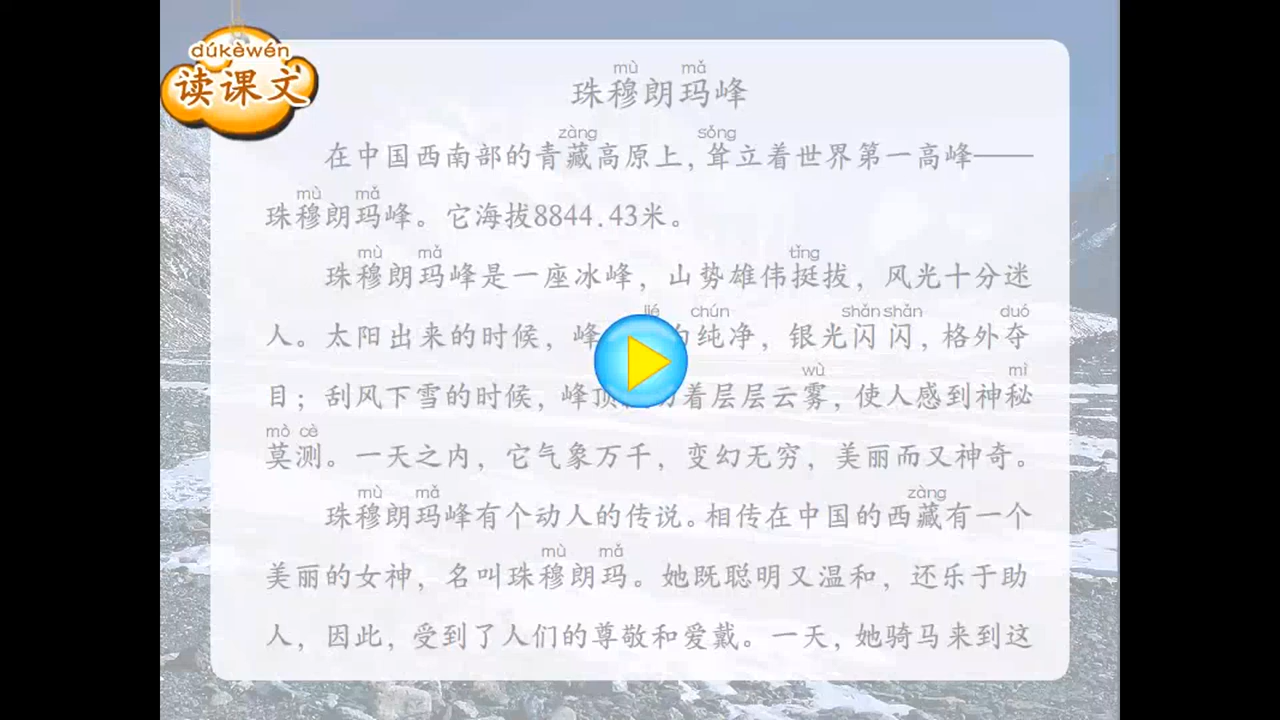 dúkèwén
读课文
mù mǎ
珠穆朗玛峰
zàng sǒng
在中国西南部的青藏高原上，耸立着世界第一高峰——
mù mǎ
珠穆朗玛峰。它海拔8844.43米。
mù mǎ tǐng
珠穆朗玛峰是一座冰峰，山势雄伟挺拔，风光十分迷
jié chún shǎn shǎn duó
人。太阳出来的时候，峰纯净，银光闪闪，格外夺
wù mì
目；刮风下雪的时候，峰顶着层层云雾，使人感到神秘
mò cè
莫测。一天之内，它气象万千，变幻无穷，美丽而又神奇。
mù mǎ zàng
珠穆朗玛峰有个动人的传说。相传在中国的西藏有一个
mù mǎ
美丽的女神，名叫珠穆朗玛。她既聪明又温和，还乐于助
人，因此，受到了人们的尊敬和爱戴。一天，她骑马来到这